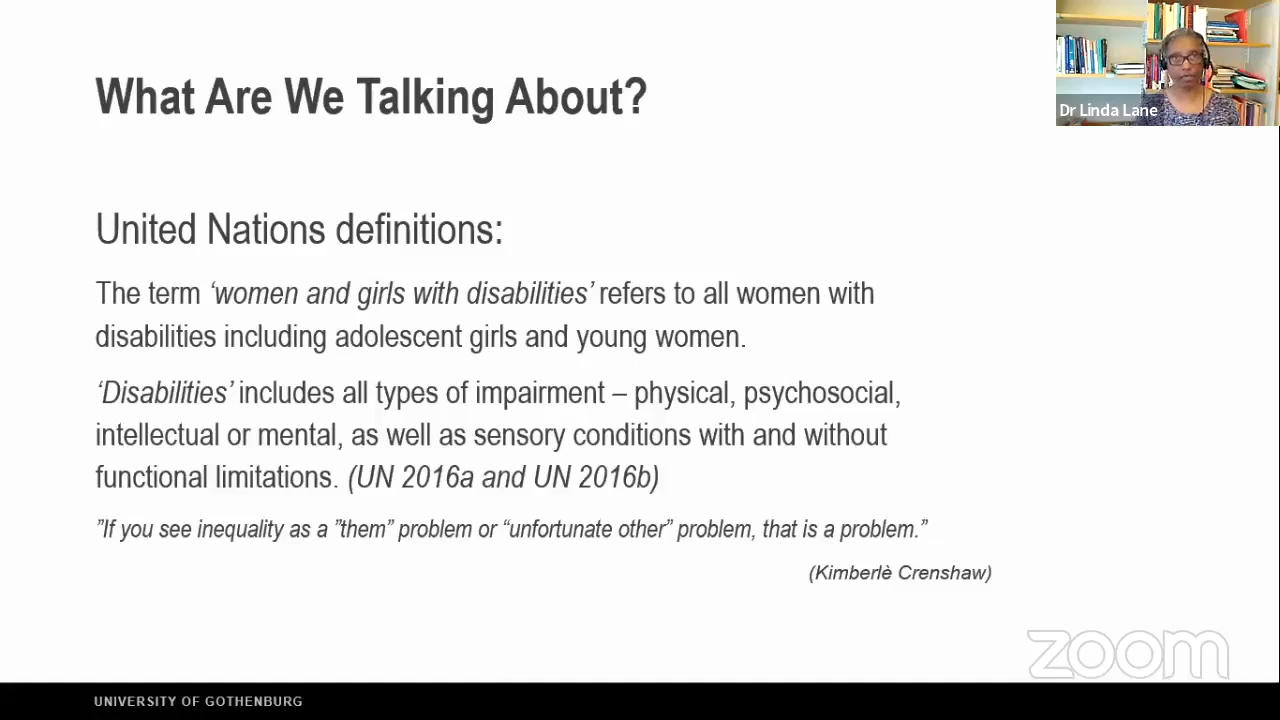 What Are We Talking About?
Dr Linda Lane
United Nations definitions:
The term ‘women and girls with disabilities’ refers to all women with
disabilities including adolescent girls and young women.
‘Disabilities’ includes all types of impairment – physical, psychosocial,
intellectual or mental, as well as sensory conditions with and without
functional limitations. (UN 2016a and UN 2016b)
”If you see inequality as a ”them” problem or “unfortunate other” problem, that is a problem.”
(Kimberlè Crenshaw)
zoom
UNIVERSITY OF GOTHENBURG